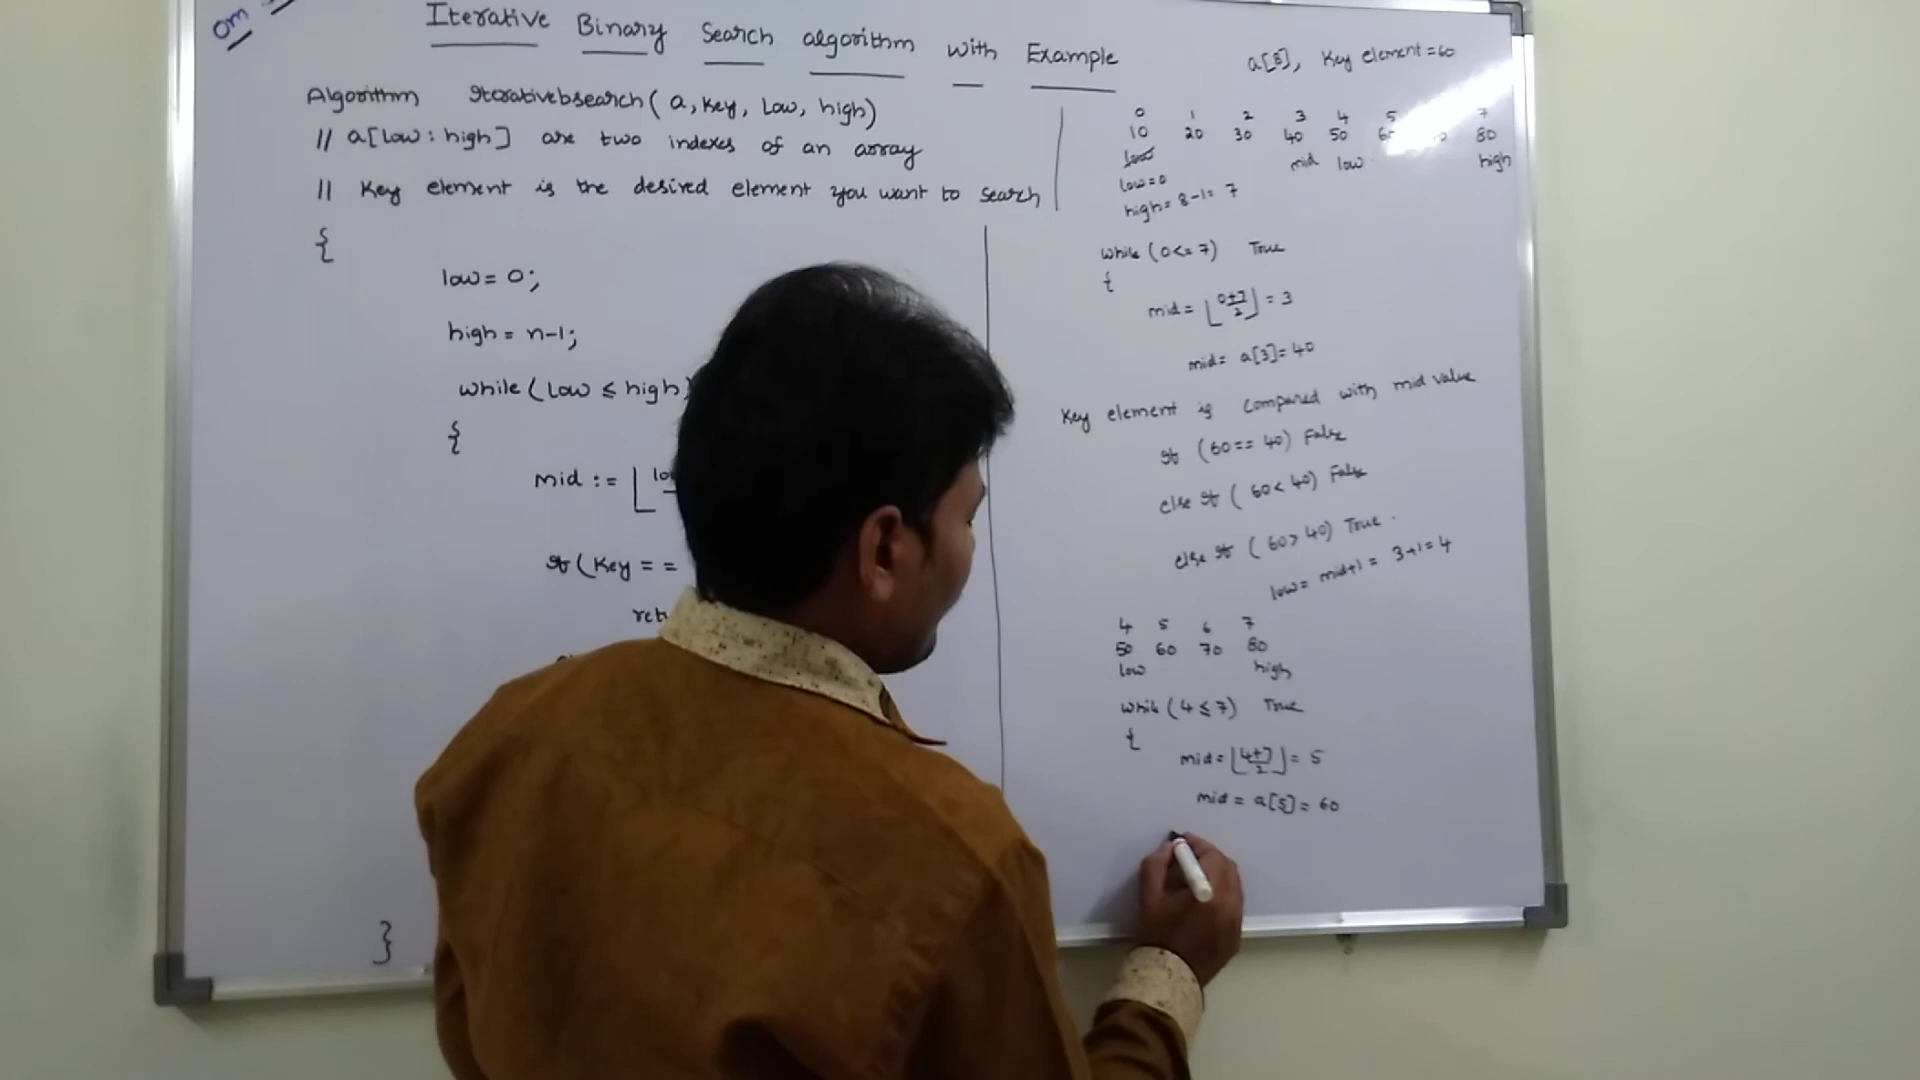 om
Iterative Binary Search algorithm with Example
Algorithm Iterativebsearch(a, key, low, high)
// a[low : high] are two indexes of an array
// key element is the desired element you want to search
{
low = 0;
high = n-1;
while(low ≤ high)
{
mid := ⌊
if (key = =
}
a[8], key element = 60
0 1 2 3 4 5 7
10 20 30 40 50 80
low mid low high
low = 0
high = 8-1 = 7
while (0 <= 7) True
{
mid = ⌊0+7/2⌋ = 3
mid = a[3] = 40
key element is compared with mid value
if (60 == 40) False
else if (60 < 40) False
else if (60 > 40) True.
low = mid+1 = 3+1 = 4
4 5 6 7
50 60 70 80
low high
while (4 ≤ 7) True
{
mid = ⌊4+7/2⌋ = 5
mid = a[5] = 60